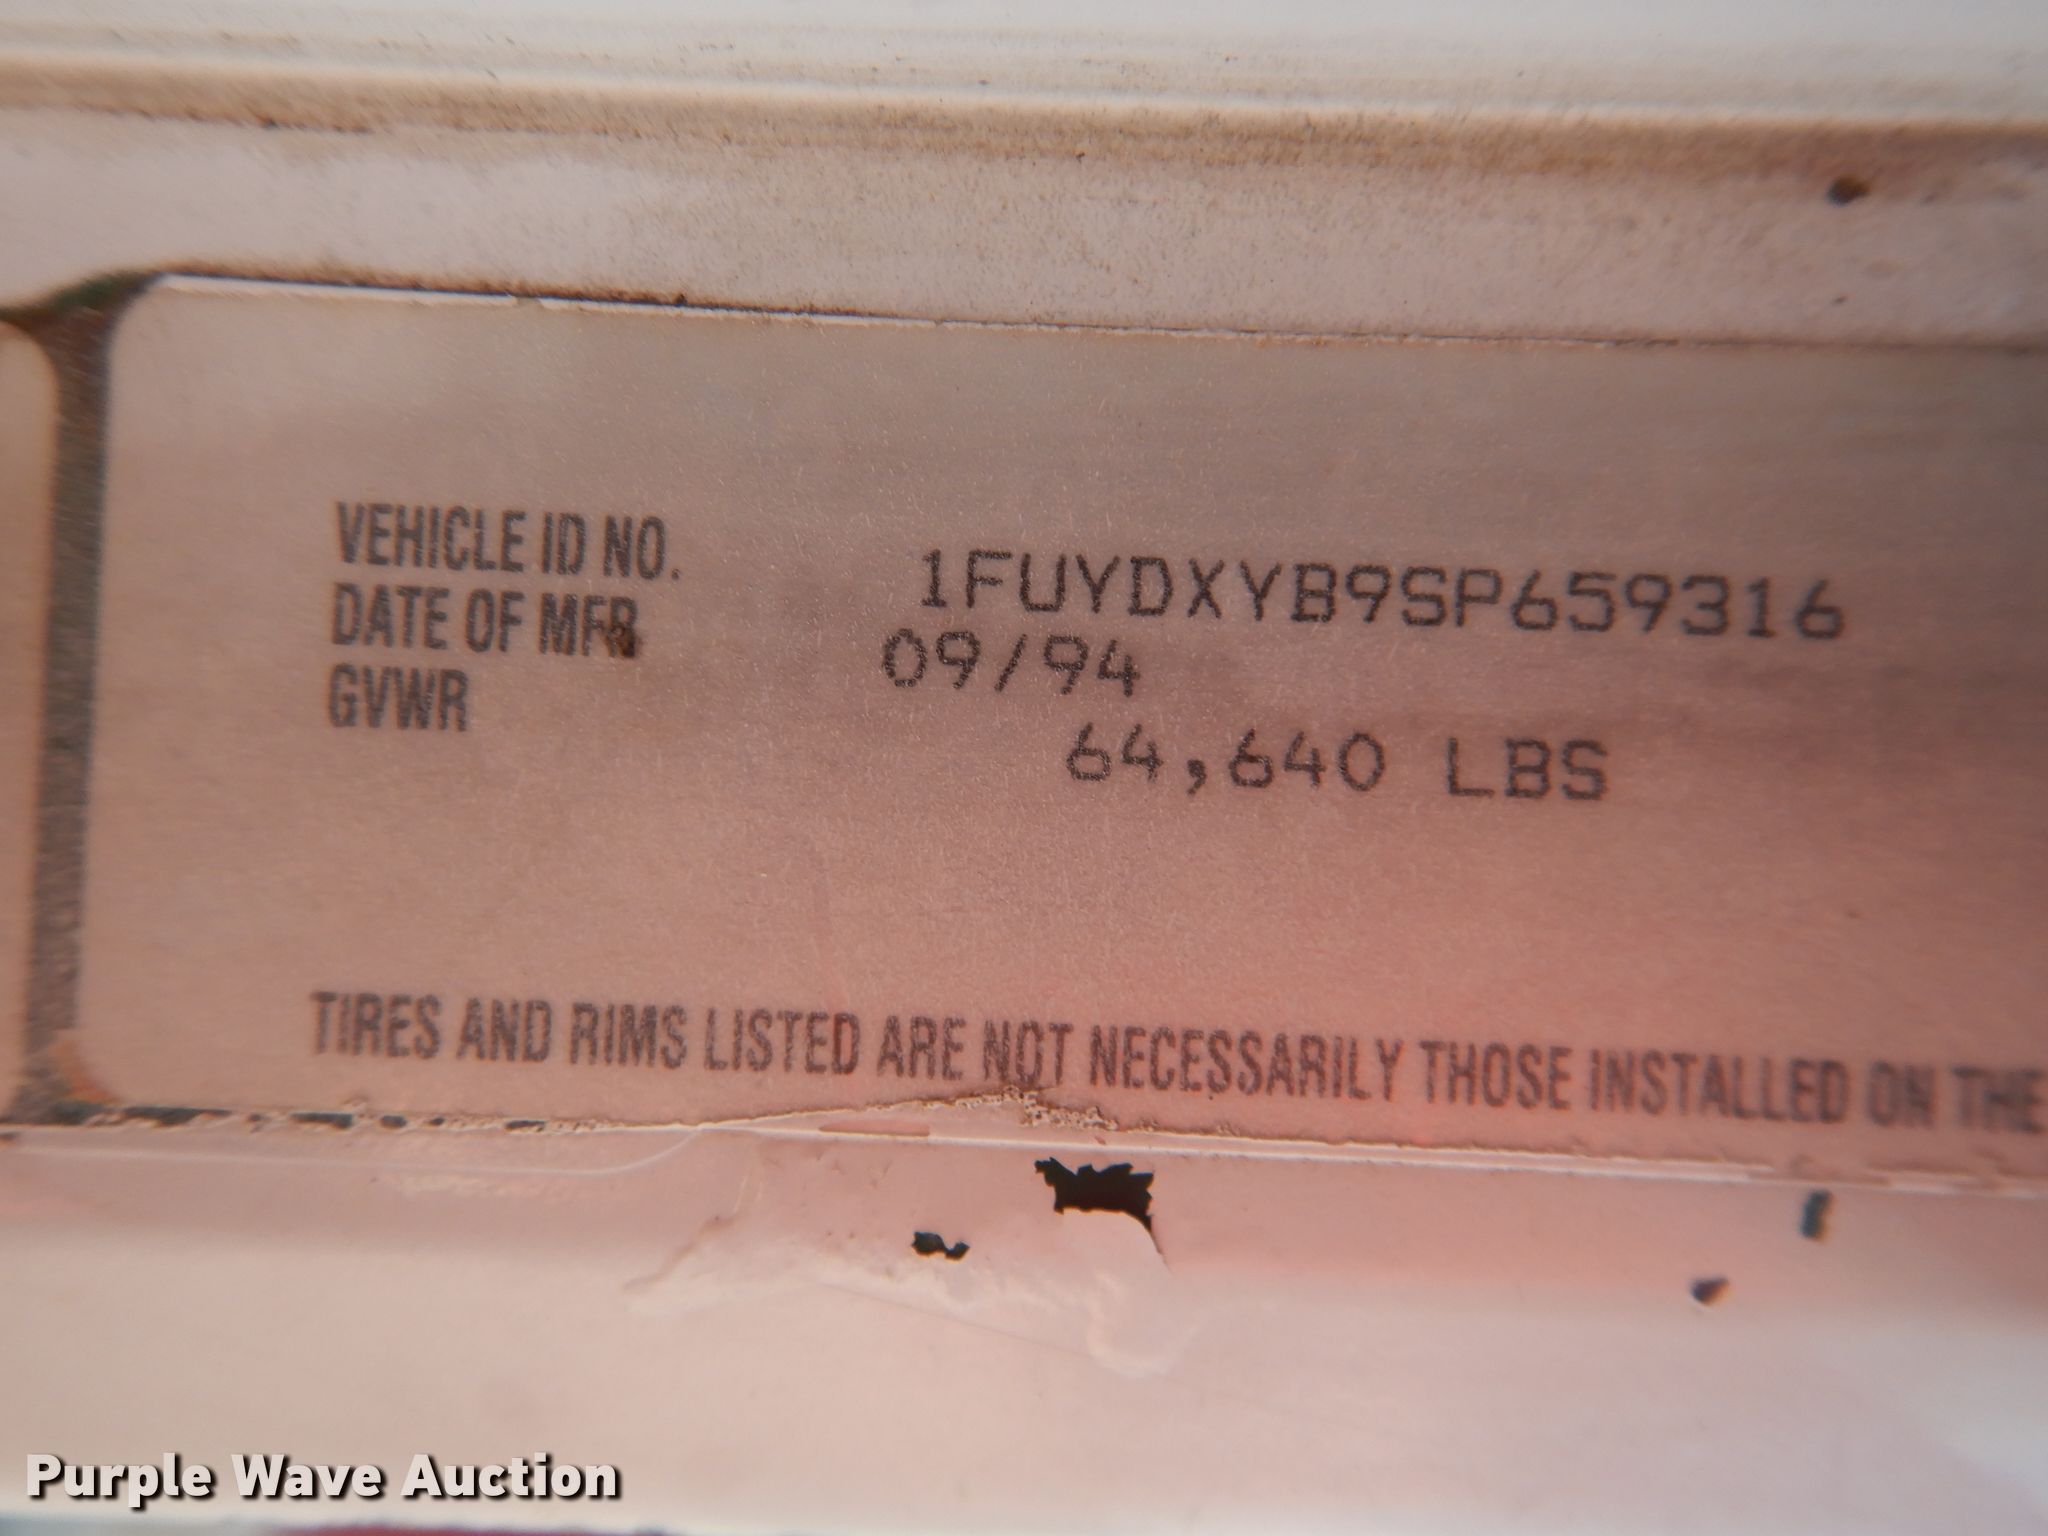 VEHICLE ID NO. 1FUYDXYB9SP659316
DATE OF MFR 09/94
GVWR 64,640 LBS
TIRES AND RIMS LISTED ARE NOT NECESSARILY THOSE INSTALLED ON THE
Purple Wave Auction